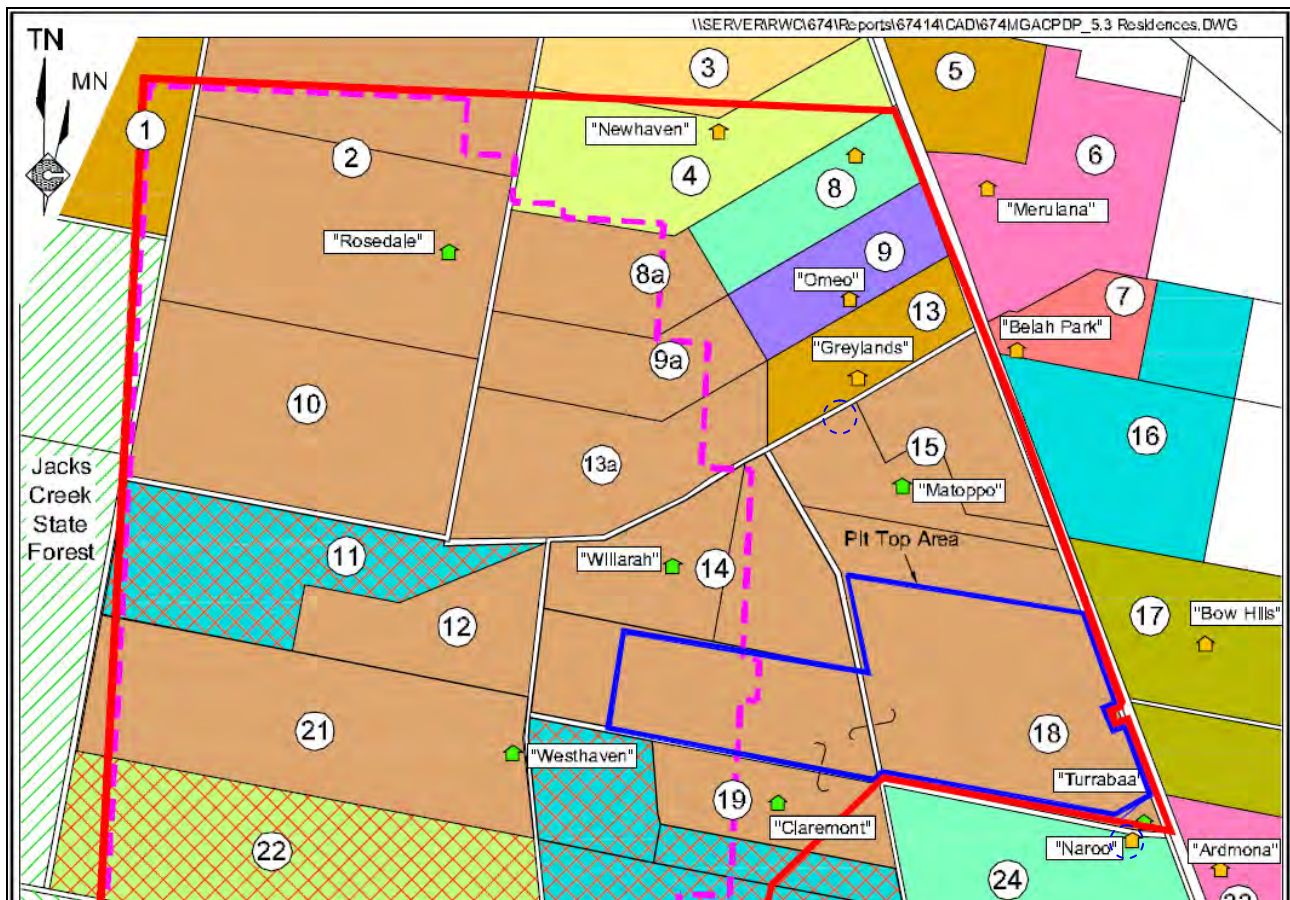 \\SERVER\RWC\674\Reports\67414\CAD\674MGACPDP_5.3 Residences.DWG
TN
MN
1
2
3
4
5
6
"Newhaven"
8
"Merulana"
"Rosedale"
8a
9
"Omeo"
7
13
"Belah Park"
"Greylands"
9a
10
13a
15
16
"Matoppo"
Jacks
Creek
State
Forest
11
"Willarah"
14
Pit Top Area
12
17
"Bow Hills"
21
"Westhaven"
18
"Turrabaa"
19
"Claremont"
22
"Naroo"
24
"Ardmona"